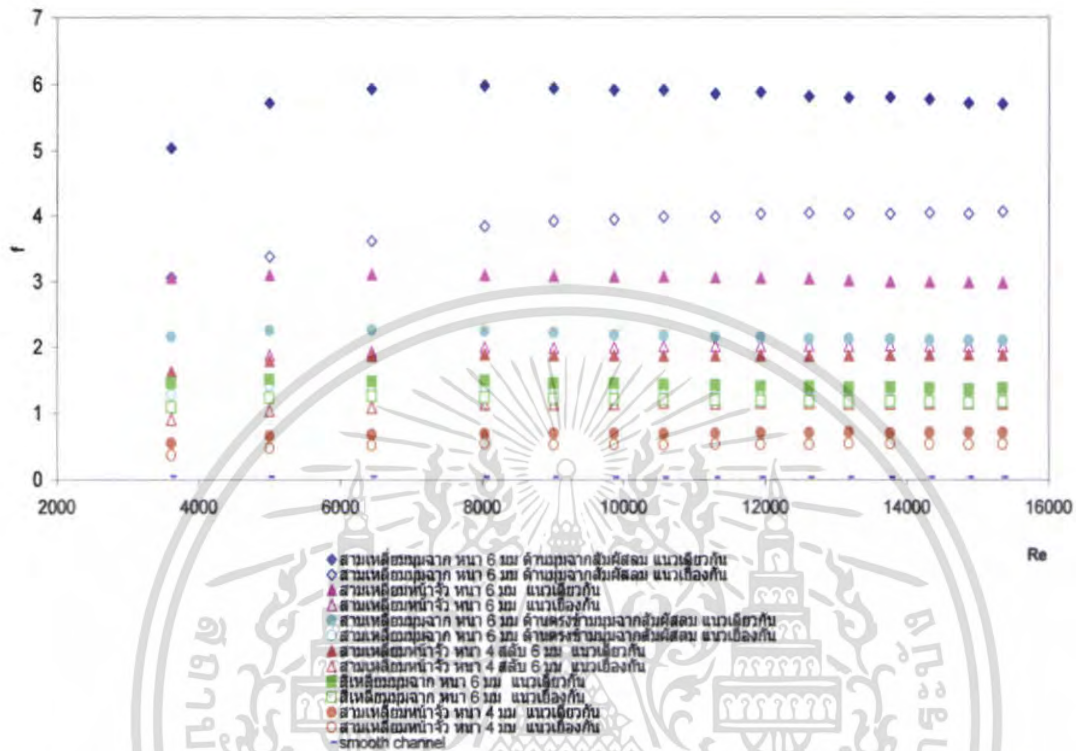 7
6
5
4
3
2
1
0
f
2000 4000 6000 8000 10000 12000 14000 16000
Re
สามเหลี่ยมมุมฉาก หนา 6 มม ด้านมุมฉากสัมผัสลม แนวเดียวกัน
สามเหลี่ยมมุมฉาก หนา 6 มม ด้านมุมฉากสัมผัสลม แนวเยื้องกัน
สามเหลี่ยมหน้าจั่ว หนา 6 มม แนวเดียวกัน
สามเหลี่ยมหน้าจั่ว หนา 6 มม แนวเยื้องกัน
สามเหลี่ยมมุมฉาก หนา 6 มม ด้านตรงข้ามมุมฉากสัมผัสลม แนวเดียวกัน
สามเหลี่ยมมุมฉาก หนา 6 มม ด้านตรงข้ามมุมฉากสัมผัสลม แนวเยื้องกัน
สามเหลี่ยมหน้าจั่ว หนา 4 สลับ 6 มม แนวเดียวกัน
สามเหลี่ยมหน้าจั่ว หนา 4 สลับ 6 มม แนวเยื้องกัน
สี่เหลี่ยมมุมฉาก หนา 6 มม แนวเดียวกัน
สี่เหลี่ยมมุมฉาก หนา 6 มม แนวเยื้องกัน
สามเหลี่ยมหน้าจั่ว หนา 4 มม แนวเดียวกัน
สามเหลี่ยมหน้าจั่ว หนา 4 มม แนวเยื้องกัน
smooth channel